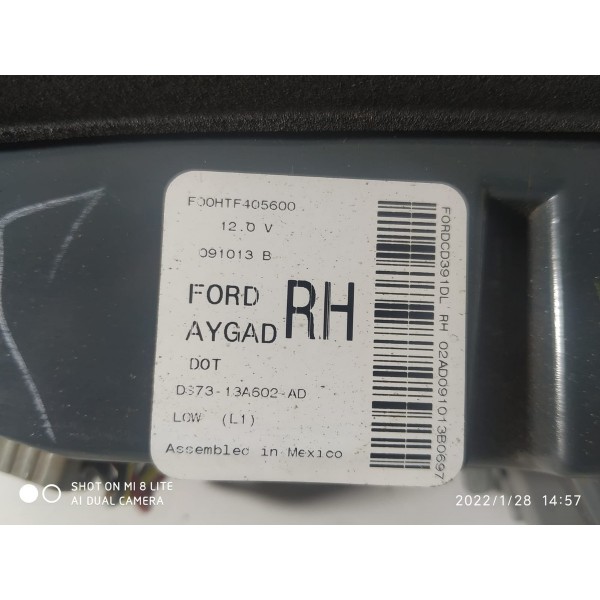 F00HTF405600
12.0 V
091013 B
FORD RH
AYGAD
DOT
DS73-13A602-AD
LOW (L1)
Assembled in Mexico
FORDCD391DL RH 02AD091013B0697
SHOT ON MI 8 LITE
AI DUAL CAMERA
2022/1/28 14:57